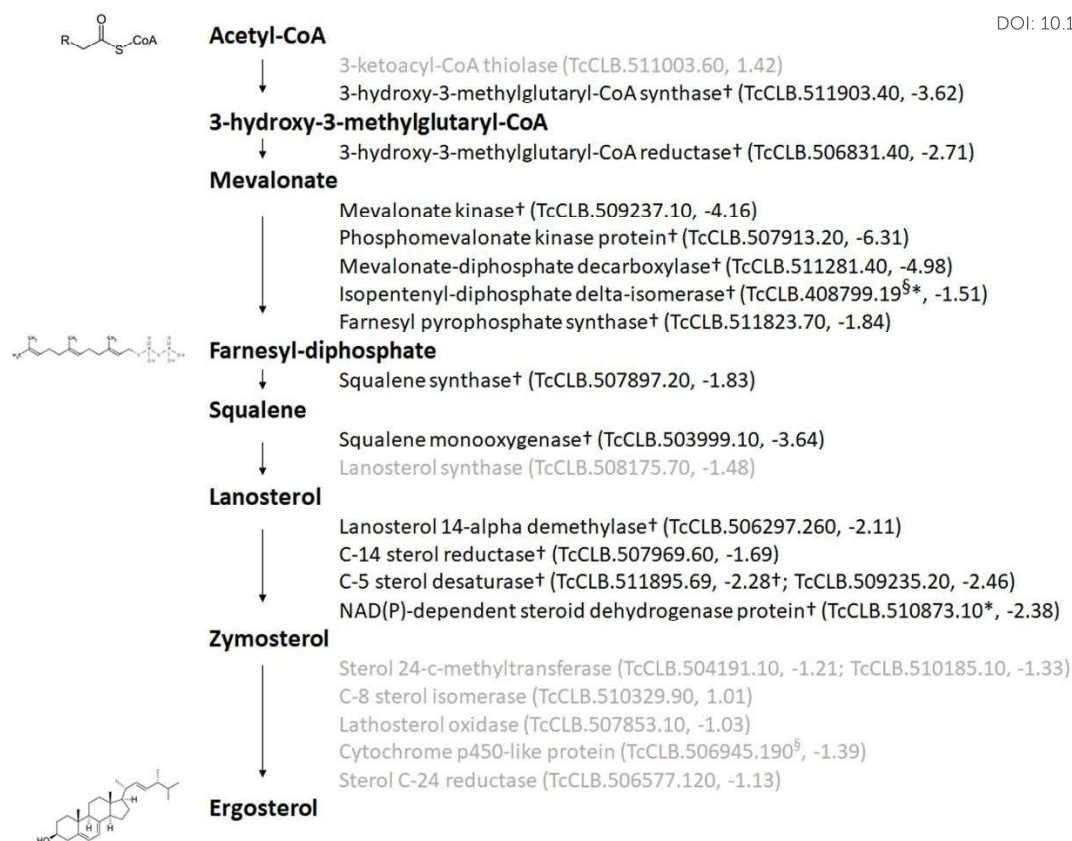 DOI: 10.1
R
O
S
CoA
Acetyl-CoA
3-ketoacyl-CoA thiolase (TcCLB.511003.60, 1.42)
3-hydroxy-3-methylglutaryl-CoA synthase† (TcCLB.511903.40, -3.62)
3-hydroxy-3-methylglutaryl-CoA
3-hydroxy-3-methylglutaryl-CoA reductase† (TcCLB.506831.40, -2.71)
Mevalonate
Mevalonate kinase† (TcCLB.509237.10, -4.16)
Phosphomevalonate kinase protein† (TcCLB.507913.20, -6.31)
Mevalonate-diphosphate decarboxylase† (TcCLB.511281.40, -4.98)
Isopentenyl-diphosphate delta-isomerase† (TcCLB.408799.19§*, -1.51)
Farnesyl pyrophosphate synthase† (TcCLB.511823.70, -1.84)
Farnesyl-diphosphate
Squalene synthase† (TcCLB.507897.20, -1.83)
Squalene
Squalene monooxygenase† (TcCLB.503999.10, -3.64)
Lanosterol synthase (TcCLB.508175.70, -1.48)
Lanosterol
Lanosterol 14-alpha demethylase† (TcCLB.506297.260, -2.11)
C-14 sterol reductase† (TcCLB.507969.60, -1.69)
C-5 sterol desaturase† (TcCLB.511895.69, -2.28†; TcCLB.509235.20, -2.46)
NAD(P)-dependent steroid dehydrogenase protein† (TcCLB.510873.10*, -2.38)
Zymosterol
Sterol 24-c-methyltransferase (TcCLB.504191.10, -1.21; TcCLB.510185.10, -1.33)
C-8 sterol isomerase (TcCLB.510329.90, 1.01)
Lathosterol oxidase (TcCLB.507853.10, -1.03)
Cytochrome p450-like protein (TcCLB.506945.190§, -1.39)
Sterol C-24 reductase (TcCLB.506577.120, -1.13)
Ergosterol
H
H
H
HO